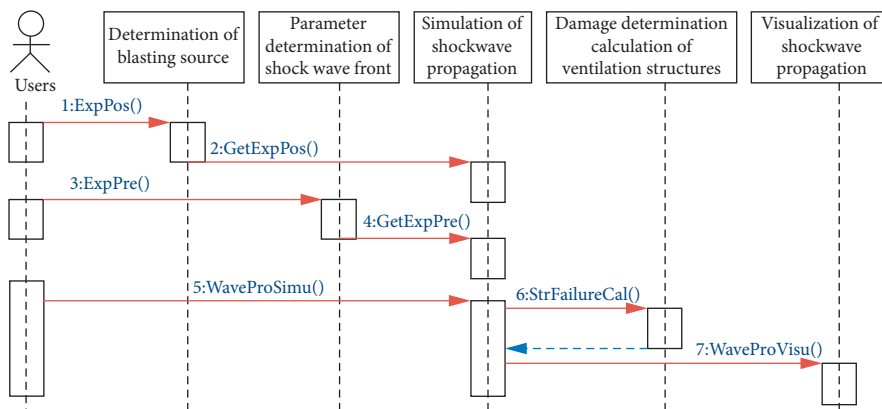 Users
Determination of
blasting source
Parameter
determination of
shock wave front
Simulation of
shockwave
propagation
Damage determination
calculation of
ventilation structures
Visualization of
shockwave
propagation
1:ExpPos()
2:GetExpPos()
3:ExpPre()
4:GetExpPre()
5:WaveProSimu()
6:StrFailureCal()
7:WaveProVisu()